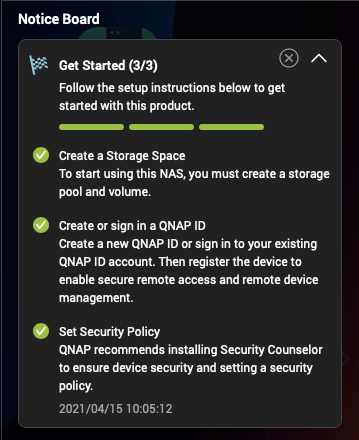 Notice Board
Get Started (3/3)
Follow the setup instructions below to get
started with this product.
Create a Storage Space
To start using this NAS, you must create a storage
pool and volume.
Create or sign in a QNAP ID
Create a new QNAP ID or sign in to your existing
QNAP ID account. Then register the device to
enable secure remote access and remote device
management.
Set Security Policy
QNAP recommends installing Security Counselor
to ensure device security and setting a security
policy.
2021/04/15 10:05:12